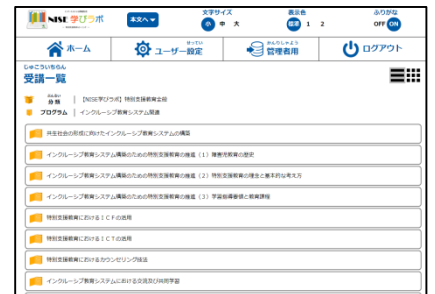 NISE 学びラボ
本文へ
文字サイズ
小 中 大
表示色
標準 1 2
ふりがな
OFF ON
ホーム
せってい
ユーザー設定
かんりしゃよう
管理者用
ログアウト
じゅこういちらん
受講一覧
ぶんるい
分類 | 【NISE学びラボ】特別支援教育全般
プログラム | インクルーシブ教育システム関連
共生社会の形成に向けたインクルーシブ教育システムの構築
インクルーシブ教育システム構築のための特別支援教育の推進（1）障害児教育の歴史
インクルーシブ教育システム構築のための特別支援教育の推進（2）特別支援教育の理念と基本的な考え方
インクルーシブ教育システム構築のための特別支援教育の推進（3）学習指導要領と教育課程
特別支援教育におけるＩＣＦの活用
特別支援教育におけるＩＣＴの活用
特別支援教育におけるカウンセリング技法
インクルーシブ教育システムにおける交流及び共同学習